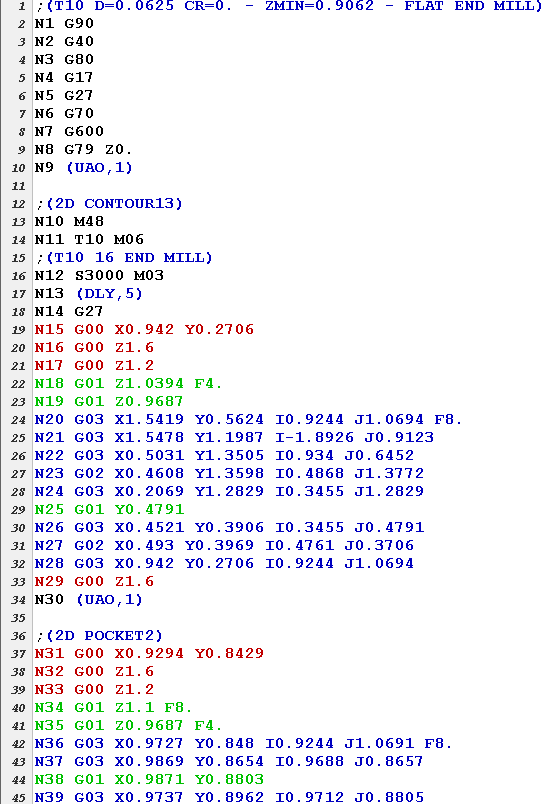 1 ;(T10 D=0.0625 CR=0. - ZMIN=0.9062 - FLAT END MILL)
2 N1 G90
3 N2 G40
4 N3 G80
5 N4 G17
6 N5 G27
7 N6 G70
8 N7 G600
9 N8 G79 Z0.
10 N9 (UAO,1)
11
12 ;(2D CONTOUR13)
13 N10 M48
14 N11 T10 M06
15 ;(T10 16 END MILL)
16 N12 S3000 M03
17 N13 (DLY,5)
18 N14 G27
19 N15 G00 X0.942 Y0.2706
20 N16 G00 Z1.6
21 N17 G00 Z1.2
22 N18 G01 Z1.0394 F4.
23 N19 G01 Z0.9687
24 N20 G03 X1.5419 Y0.5624 I0.9244 J1.0694 F8.
25 N21 G03 X1.5478 Y1.1987 I-1.8926 J0.9123
26 N22 G03 X0.5031 Y1.3505 I0.934 J0.6452
27 N23 G02 X0.4608 Y1.3598 I0.4868 J1.3772
28 N24 G03 X0.2069 Y1.2829 I0.3455 J1.2829
29 N25 G01 Y0.4791
30 N26 G03 X0.4521 Y0.3906 I0.3455 J0.4791
31 N27 G02 X0.493 Y0.3969 I0.4761 J0.3706
32 N28 G03 X0.942 Y0.2706 I0.9244 J1.0694
33 N29 G00 Z1.6
34 N30 (UAO,1)
35
36 ;(2D POCKET2)
37 N31 G00 X0.9294 Y0.8429
38 N32 G00 Z1.6
39 N33 G00 Z1.2
40 N34 G01 Z1.1 F8.
41 N35 G01 Z0.9687 F4.
42 N36 G03 X0.9727 Y0.848 I0.9244 J1.0691 F8.
43 N37 G03 X0.9869 Y0.8654 I0.9688 J0.8657
44 N38 G01 X0.9871 Y0.8803
45 N39 G03 X0.9737 Y0.8962 I0.9712 J0.8805